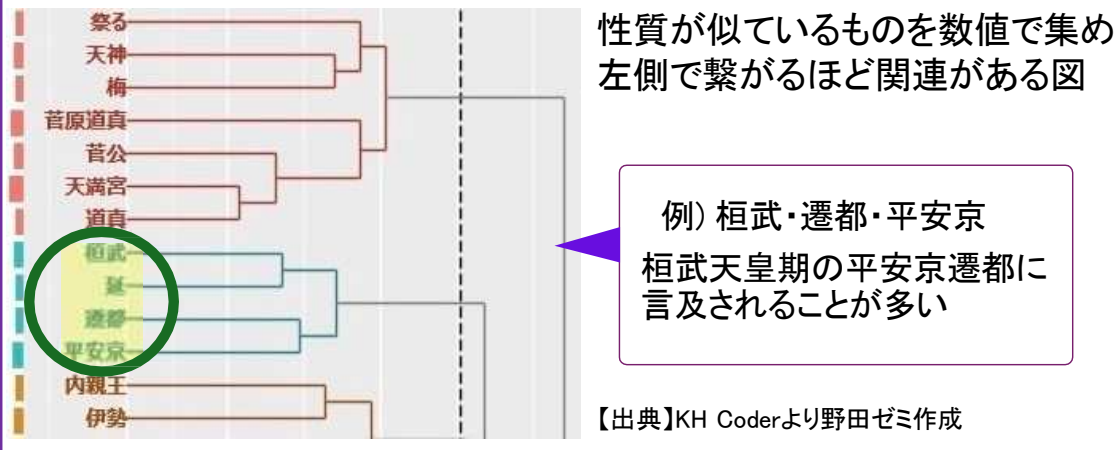 祭る
天神
梅
菅原道真
菅公
天満宮
道真
桓武
延
遷都
平安京
内親王
伊勢
性質が似ているものを数値で集め
左側で繋がるほど関連がある図
例）桓武・遷都・平安京
桓武天皇期の平安京遷都に
言及されることが多い
【出典】KH Coderより野田ゼミ作成